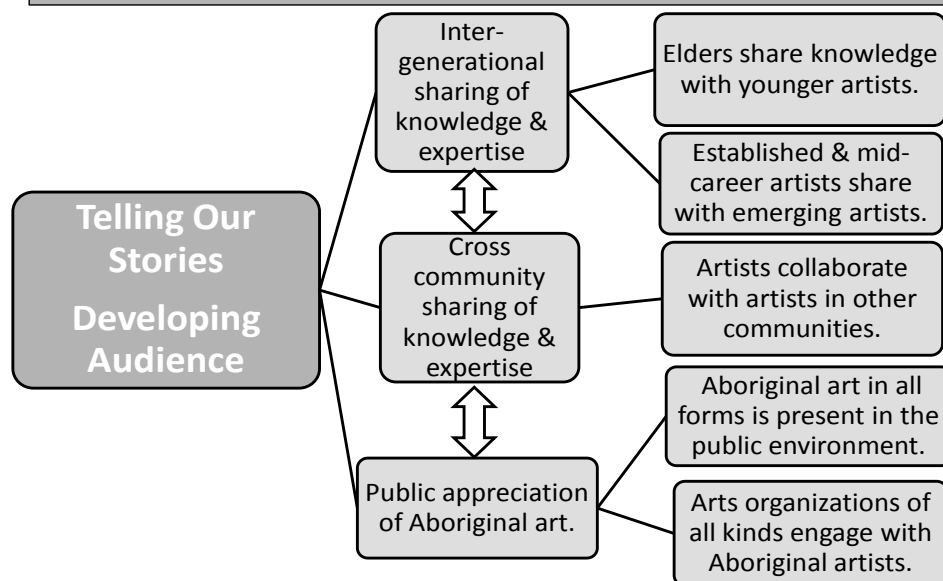 Telling Our
Stories
Developing
Audience
Inter-
generational
sharing of
knowledge &
expertise
Elders share knowledge
with younger artists.
Established & mid-
career artists share
with emerging artists.
Cross
community
sharing of
knowledge &
expertise
Artists collaborate
with artists in other
communities.
Public appreciation
of Aboriginal art.
Aboriginal art in all
forms is present in the
public environment.
Arts organizations of
all kinds engage with
Aboriginal artists.